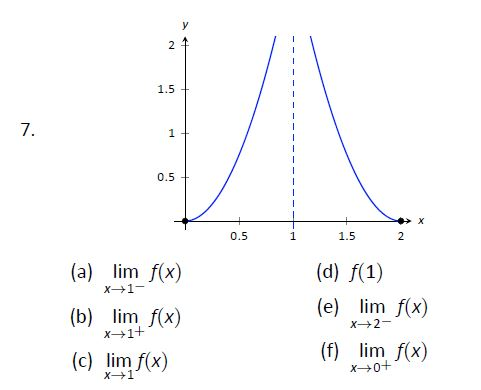 7.
y
2
1.5
1
0.5
0.5
1
1.5
2
x
(a) lim f(x)
x→1−
(b) lim f(x)
x→1+
(c) lim f(x)
x→1
(d) f(1)
(e) lim f(x)
x→2−
(f) lim f(x)
x→0+